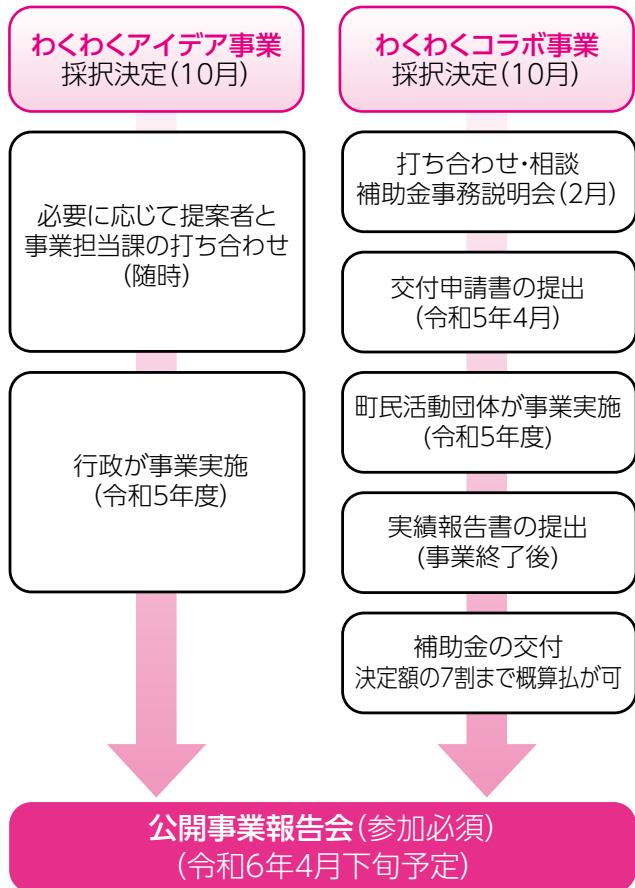 わくわくアイデア事業
採択決定(10月)
必要に応じて提案者と
事業担当課の打ち合わせ
(随時)
行政が事業実施
(令和5年度)
わくわくコラボ事業
採択決定(10月)
打ち合わせ・相談
補助金事務説明会(2月)
交付申請書の提出
(令和5年4月)
町民活動団体が事業実施
(令和5年度)
実績報告書の提出
(事業終了後)
補助金の交付
決定額の7割まで概算払が可
公開事業報告会(参加必須)
(令和6年4月下旬予定)